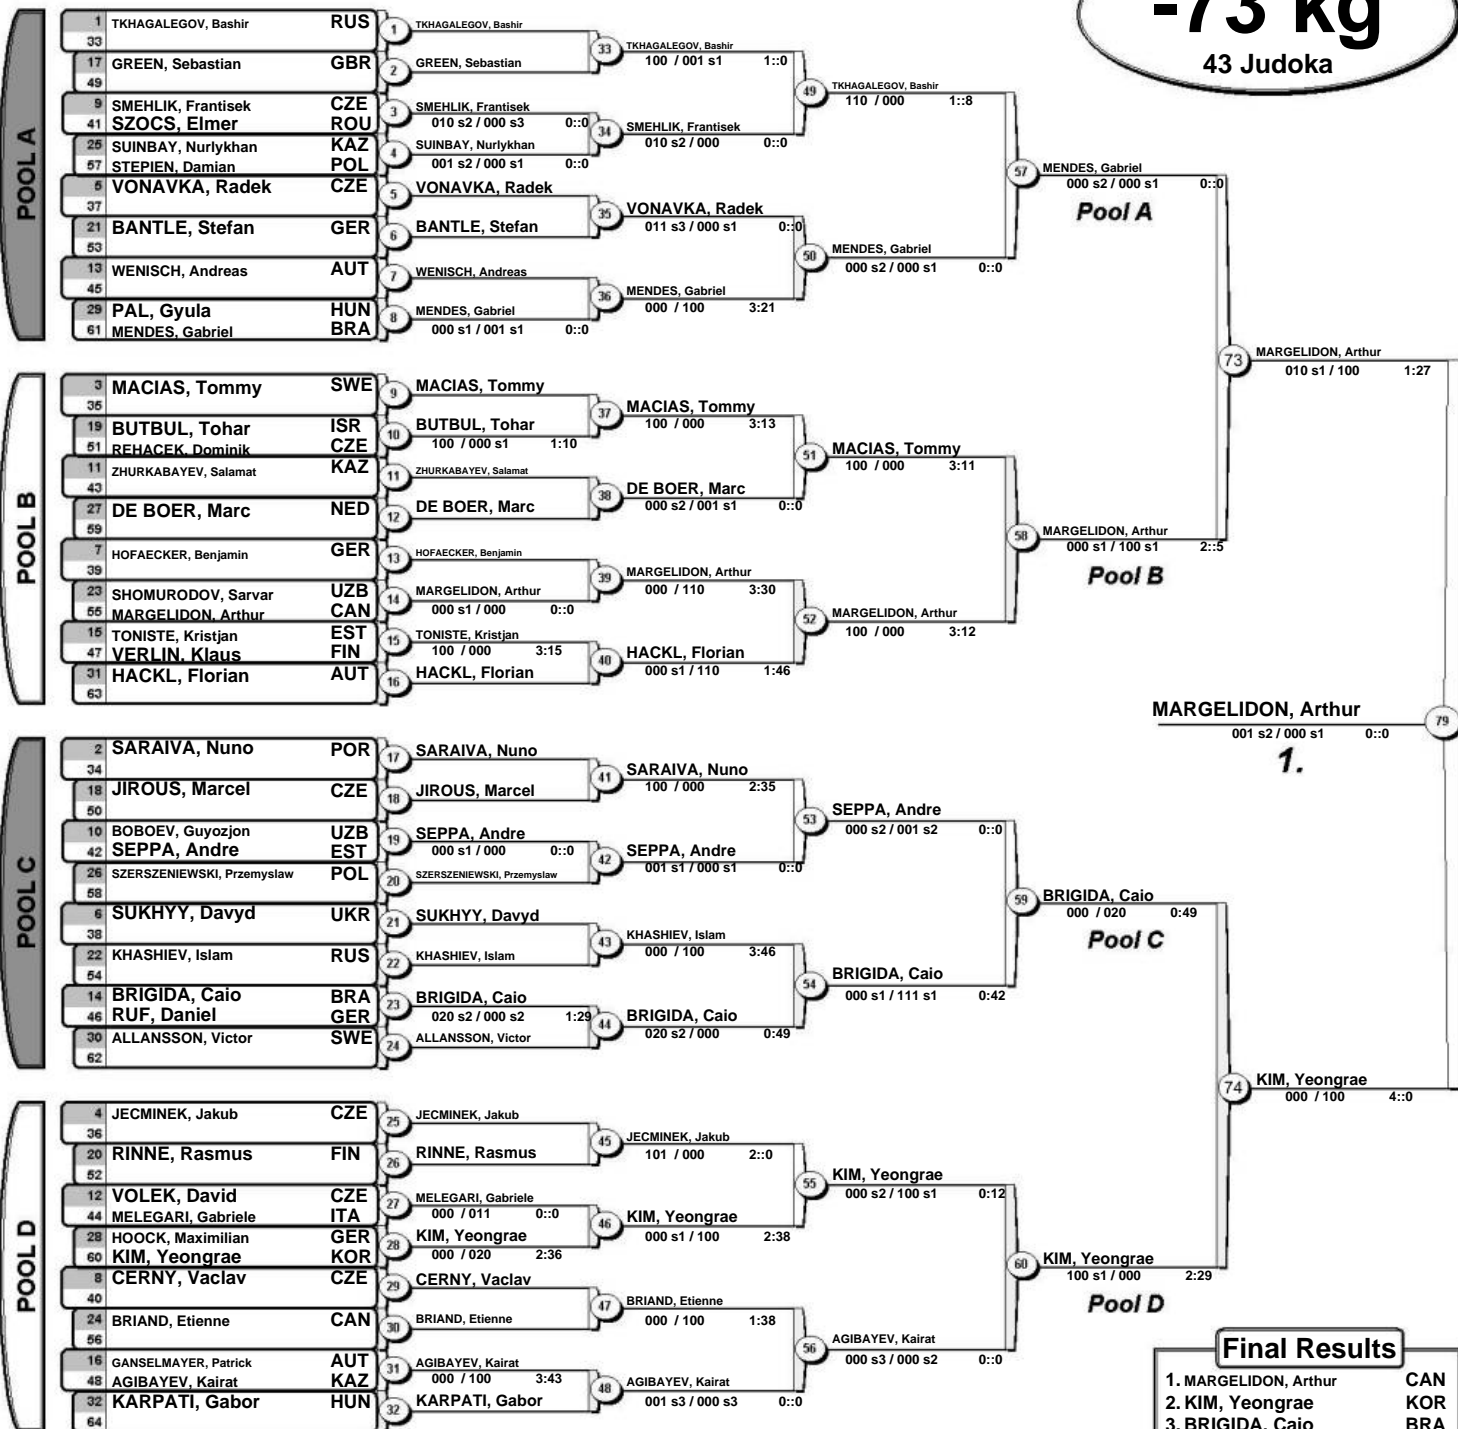 -73 kg
43 Judoka
POOL A
1 TKHAGALEGOV, Bashir RUS
33
17 GREEN, Sebastian GBR
49
9 SMEHLIK, Frantisek CZE
41 SZOCS, Elmer ROU
25 SUINBAY, Nurlykhan KAZ
57 STEPIEN, Damian POL
5 VONAVKA, Radek CZE
37
21 BANTLE, Stefan GER
53
13 WENISCH, Andreas AUT
45
29 PAL, Gyula HUN
61 MENDES, Gabriel BRA
1 TKHAGALEGOV, Bashir
2 GREEN, Sebastian
3 SMEHLIK, Frantisek
010 s2 / 000 s3 0::0
4 SUINBAY, Nurlykhan
001 s2 / 000 s1 0::0
5 VONAVKA, Radek
6 BANTLE, Stefan
7 WENISCH, Andreas
8 MENDES, Gabriel
000 s1 / 001 s1 0::0
33 TKHAGALEGOV, Bashir
100 / 001 s1 1::0
34 SMEHLIK, Frantisek
010 s2 / 000 0::0
35 VONAVKA, Radek
011 s3 / 000 s1 0::0
36 MENDES, Gabriel
000 / 100 3:21
49 TKHAGALEGOV, Bashir
110 / 000 1::8
50 MENDES, Gabriel
000 s2 / 000 s1 0::0
57 MENDES, Gabriel
000 s2 / 000 s1 0::0
Pool A
POOL B
3 MACIAS, Tommy SWE
35
19 BUTBUL, Tohar ISR
51 REHACEK, Dominik CZE
11 ZHURKABAYEV, Salamat KAZ
43
27 DE BOER, Marc NED
59
7 HOFAECKER, Benjamin GER
39
23 SHOMURODOV, Sarvar UZB
55 MARGELIDON, Arthur CAN
15 TONISTE, Kristjan EST
47 VERLIN, Klaus FIN
31 HACKL, Florian AUT
63
9 MACIAS, Tommy
10 BUTBUL, Tohar
100 / 000 s1 1:10
11 ZHURKABAYEV, Salamat
12 DE BOER, Marc
13 HOFAECKER, Benjamin
14 MARGELIDON, Arthur
000 s1 / 000 0::0
15 TONISTE, Kristjan
100 / 000 3:15
16 HACKL, Florian
37 MACIAS, Tommy
100 / 000 3:13
38 DE BOER, Marc
000 s2 / 001 s1 0::0
39 MARGELIDON, Arthur
000 / 110 3:30
40 HACKL, Florian
000 s1 / 110 1:46
51 MACIAS, Tommy
100 / 000 3:11
52 MARGELIDON, Arthur
100 / 000 3:12
58 MARGELIDON, Arthur
000 s1 / 100 s1 2::5
Pool B
73 MARGELIDON, Arthur
010 s1 / 100 1:27
MARGELIDON, Arthur 79
001 s2 / 000 s1 0::0
1.
POOL C
2 SARAIVA, Nuno POR
34
18 JIROUS, Marcel CZE
50
10 BOBOEV, Guyozjon UZB
42 SEPPA, Andre EST
26 SZERSZENIEWSKI, Przemyslaw POL
58
6 SUKHYY, Davyd UKR
38
22 KHASHIEV, Islam RUS
54
14 BRIGIDA, Caio BRA
46 RUF, Daniel GER
30 ALLANSSON, Victor SWE
62
17 SARAIVA, Nuno
18 JIROUS, Marcel
19 SEPPA, Andre
000 s1 / 000 0::0
20 SZERSZENIEWSKI, Przemyslaw
21 SUKHYY, Davyd
22 KHASHIEV, Islam
23 BRIGIDA, Caio
020 s2 / 000 s2 1:29
24 ALLANSSON, Victor
41 SARAIVA, Nuno
100 / 000 2:35
42 SEPPA, Andre
001 s1 / 000 s1 0::0
43 KHASHIEV, Islam
000 / 100 3:46
44 BRIGIDA, Caio
020 s2 / 000 0:49
53 SEPPA, Andre
000 s2 / 001 s2 0::0
54 BRIGIDA, Caio
000 s1 / 111 s1 0:42
59 BRIGIDA, Caio
000 / 020 0:49
Pool C
74 KIM, Yeongrae
000 / 100 4::0
POOL D
4 JECMINEK, Jakub CZE
36
20 RINNE, Rasmus FIN
52
12 VOLEK, David CZE
44 MELEGARI, Gabriele ITA
28 HOOCK, Maximilian GER
60 KIM, Yeongrae KOR
8 CERNY, Vaclav CZE
40
24 BRIAND, Etienne CAN
56
16 GANSELMAYER, Patrick AUT
48 AGIBAYEV, Kairat KAZ
32 KARPATI, Gabor HUN
64
25 JECMINEK, Jakub
26 RINNE, Rasmus
27 MELEGARI, Gabriele
000 / 011 0::0
28 KIM, Yeongrae
000 / 020 2:36
29 CERNY, Vaclav
30 BRIAND, Etienne
31 AGIBAYEV, Kairat
000 / 100 3:43
32 KARPATI, Gabor
45 JECMINEK, Jakub
101 / 000 2::0
46 KIM, Yeongrae
000 s1 / 100 2:38
47 BRIAND, Etienne
000 / 100 1:38
48 AGIBAYEV, Kairat
001 s3 / 000 s3 0::0
55 KIM, Yeongrae
000 s2 / 100 s1 0:12
56 AGIBAYEV, Kairat
000 s3 / 000 s2 0::0
60 KIM, Yeongrae
100 s1 / 000 2:29
Pool D
Final Results
1. MARGELIDON, Arthur CAN
2. KIM, Yeongrae KOR
3. BRIGIDA, Caio BRA